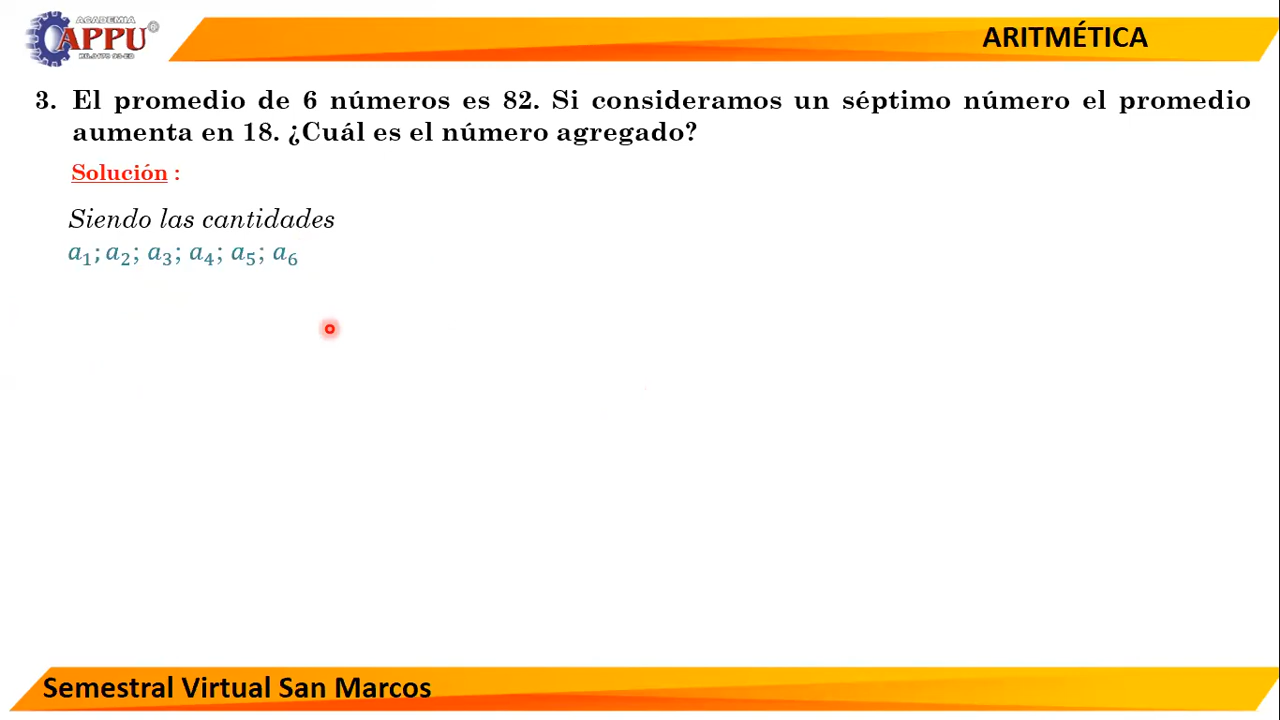 ACADEMIA
APPU®
ARITMÉTICA
3. El promedio de 6 números es 82. Si consideramos un séptimo número el promedio
aumenta en 18. ¿Cuál es el número agregado?
Solución :
Siendo las cantidades
a₁; a₂; a₃; a₄; a₅; a₆
Semestral Virtual San Marcos